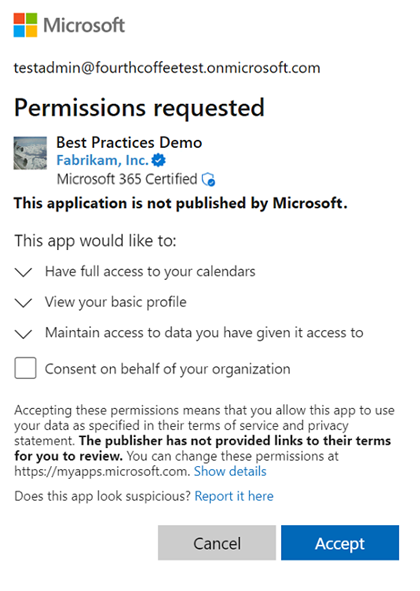 Microsoft
testadmin@fourthcoffeetest.onmicrosoft.com
Permissions requested
Best Practices Demo
Fabrikam, Inc.
Microsoft 365 Certified
This application is not published by Microsoft.
This app would like to:
Have full access to your calendars
View your basic profile
Maintain access to data you have given it access to
Consent on behalf of your organization
Accepting these permissions means that you allow this app to use
your data as specified in their terms of service and privacy
statement. The publisher has not provided links to their terms
for you to review. You can change these permissions at
https://myapps.microsoft.com. Show details
Does this app look suspicious? Report it here
Cancel
Accept